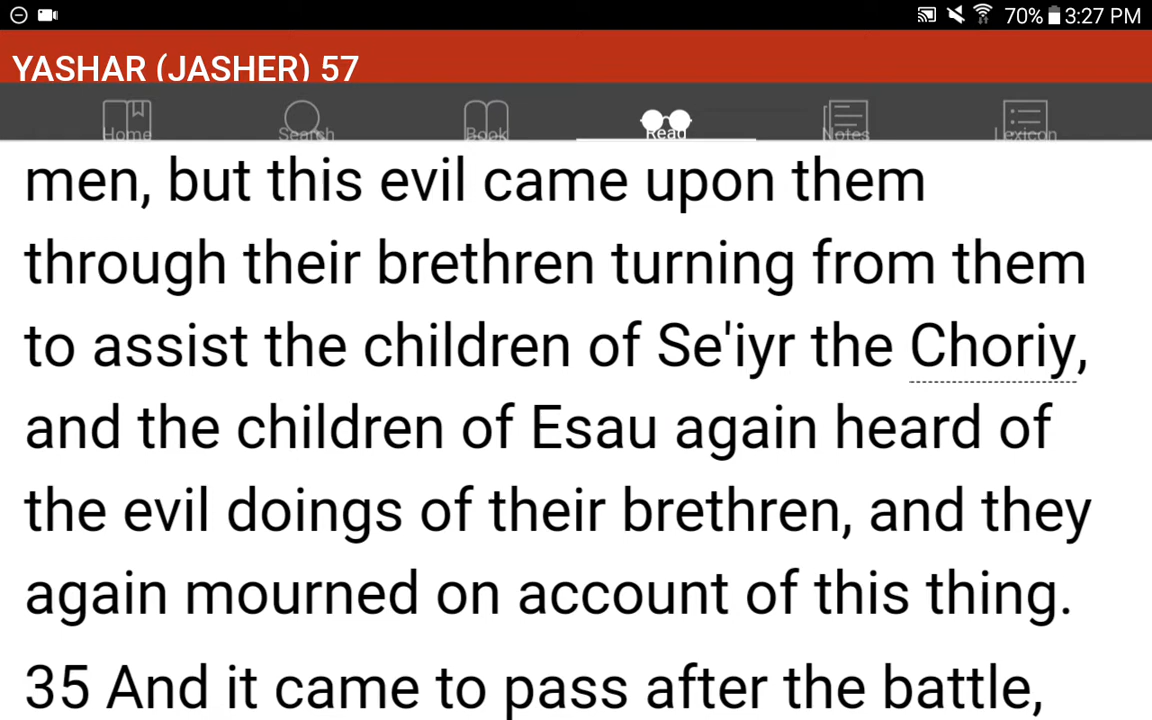 70% 3:27 PM
YASHAR (JASHER) 57
Home Search Book Read Notes Lexicon
men, but this evil came upon them
through their brethren turning from them
to assist the children of Se'iyr the Choriy,
and the children of Esau again heard of
the evil doings of their brethren, and they
again mourned on account of this thing.
35 And it came to pass after the battle,